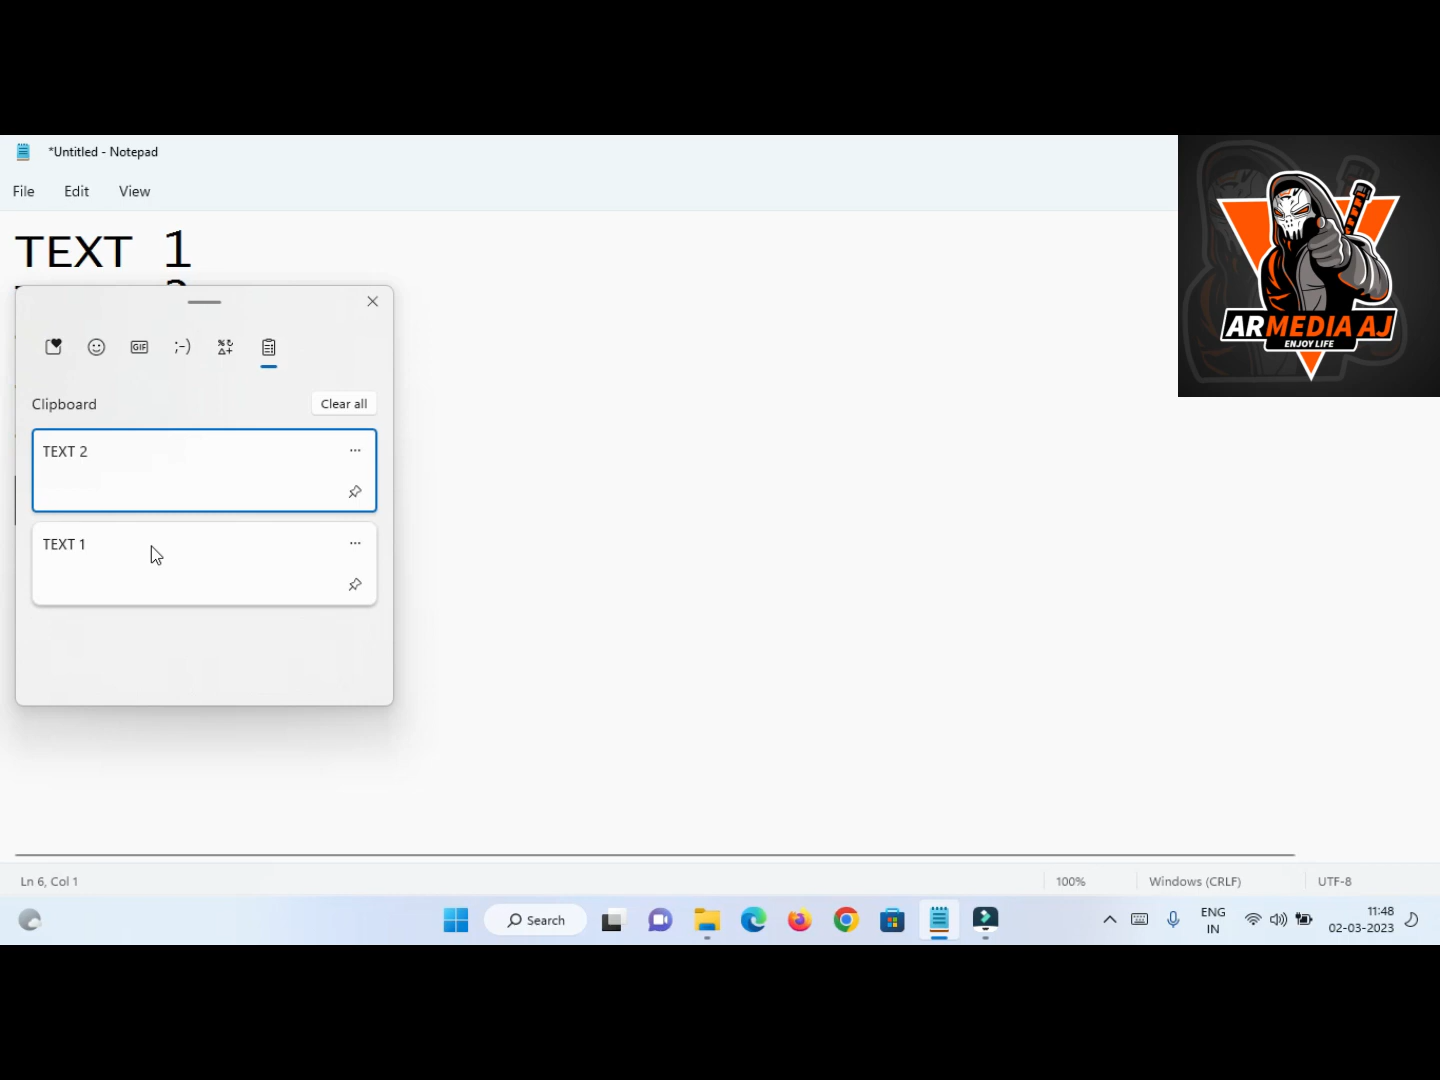 *Untitled - Notepad
File Edit View
TEXT 1
GIF
;-)
Clipboard
Clear all
TEXT 2
TEXT 1
ARMEDIA AJ
ENJOY LIFE
Ln 6, Col 1
100%
Windows (CRLF)
UTF-8
Search
ENG
IN
11:48
02-03-2023